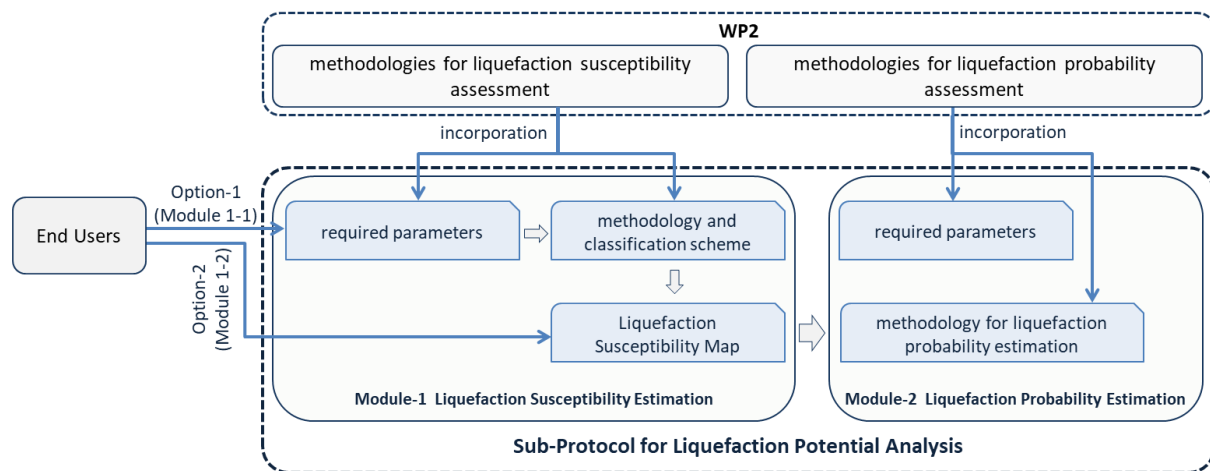 WP2
methodologies for liquefaction susceptibility
assessment
methodologies for liquefaction probability
assessment
incorporation
incorporation
End Users
Option-1
(Module 1-1)
Option-2
(Module 1-2)
required parameters
methodology and
classification scheme
Liquefaction
Susceptibility Map
Module-1 Liquefaction Susceptibility Estimation
required parameters
methodology for liquefaction
probability estimation
Module-2 Liquefaction Probability Estimation
Sub-Protocol for Liquefaction Potential Analysis